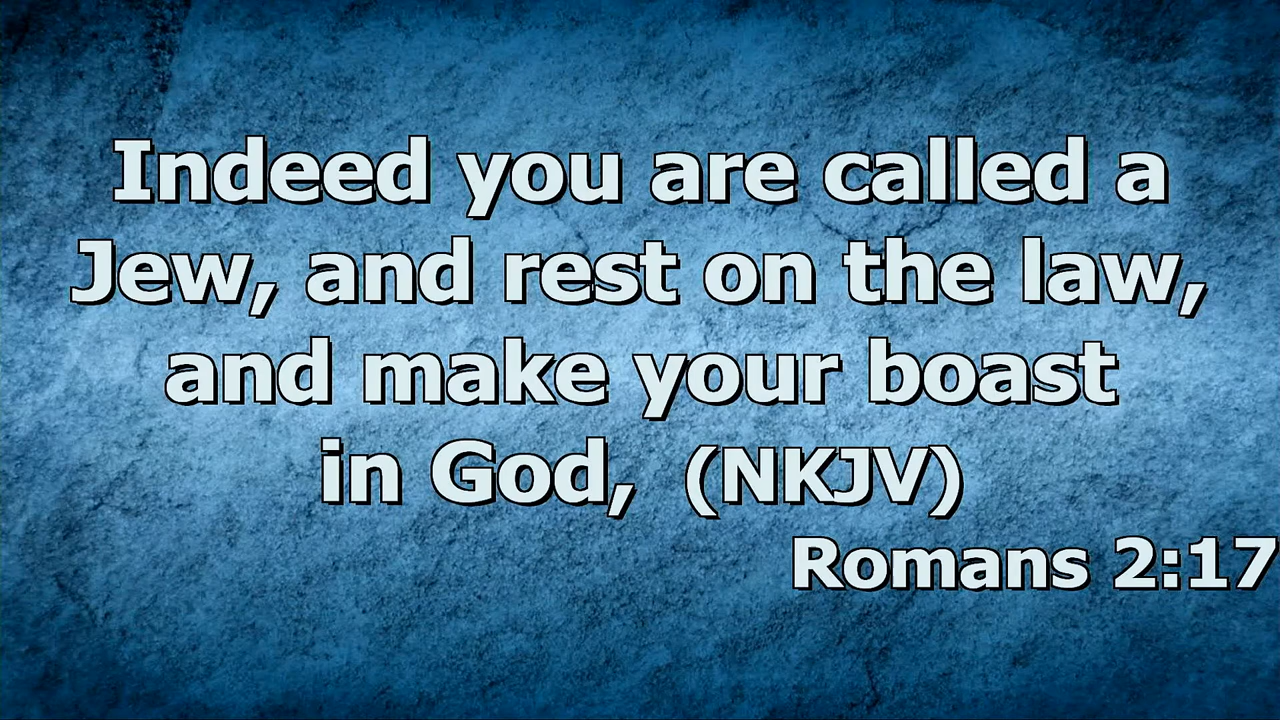 Indeed you are called a
Jew, and rest on the law,
and make your boast
in God,  (NKJV)
Romans 2:17